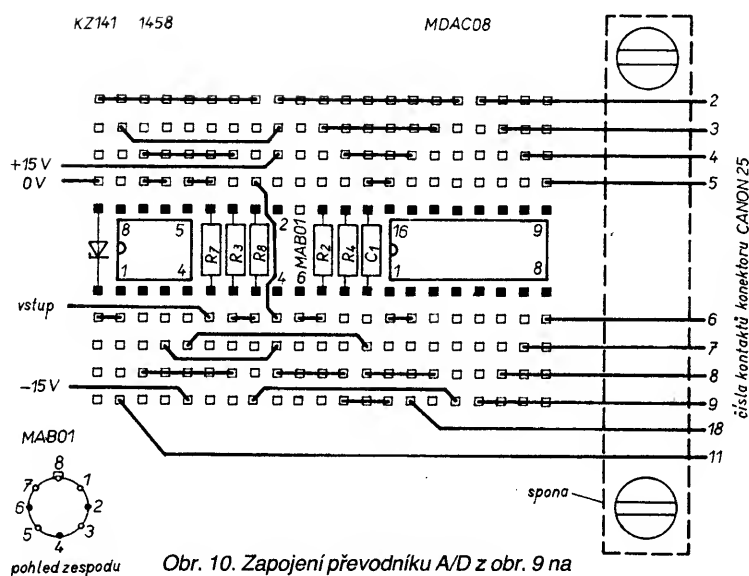 KZ141 1458 MDAC08
2
3
+15 V
4
0 V
5
8 5
R7 R3 R8
2
MAB01
R2 R4 C1
16 9
1 4
4 6
1 8
vstup
6
7
8
-15 V
9
18
11
čísla kontaktů konektoru CANON 25
MAB01
8
7 1
6 2
5 3
4
pohled zespodu
spona
Obr. 10. Zapojení převodníku A/D z obr. 9 na